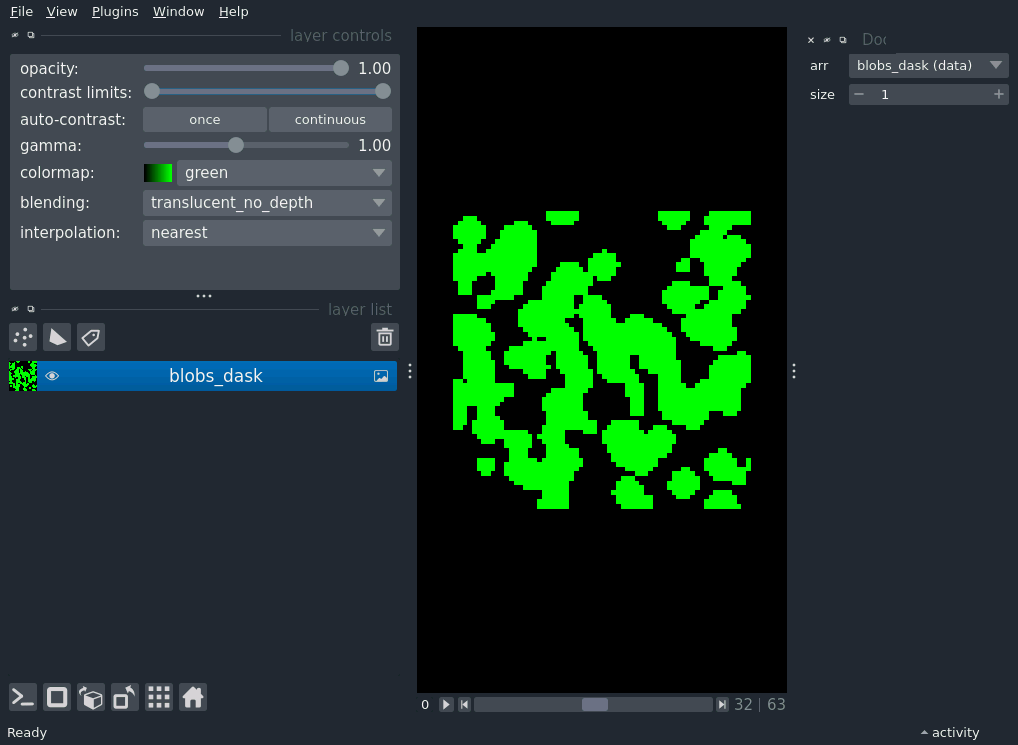 File View Plugins Window Help
layer controls
opacity: 1.00
contrast limits:
auto-contrast: once continuous
gamma: 1.00
colormap: green
blending: translucent_no_depth
interpolation: nearest
layer list
blobs_dask
0 32 | 63
arr blobs_dask (data)
size 1
Ready
activity